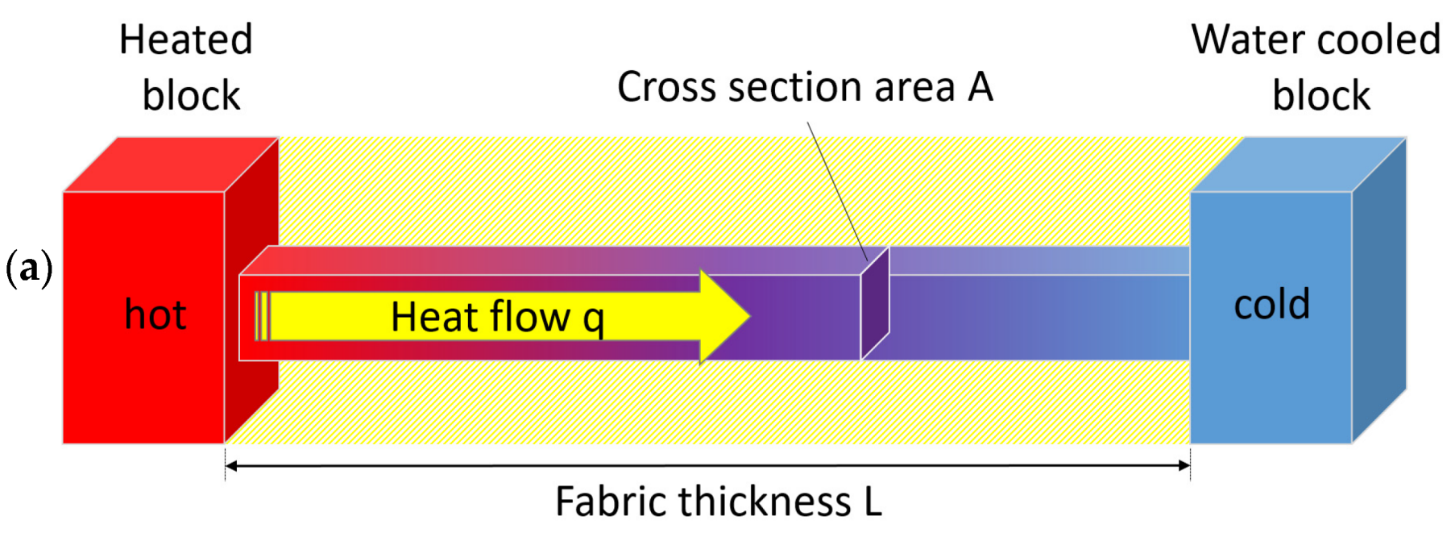 Heated
block
Water cooled
block
Cross section area A
(a)
hot
Heat flow q
cold
Fabric thickness L